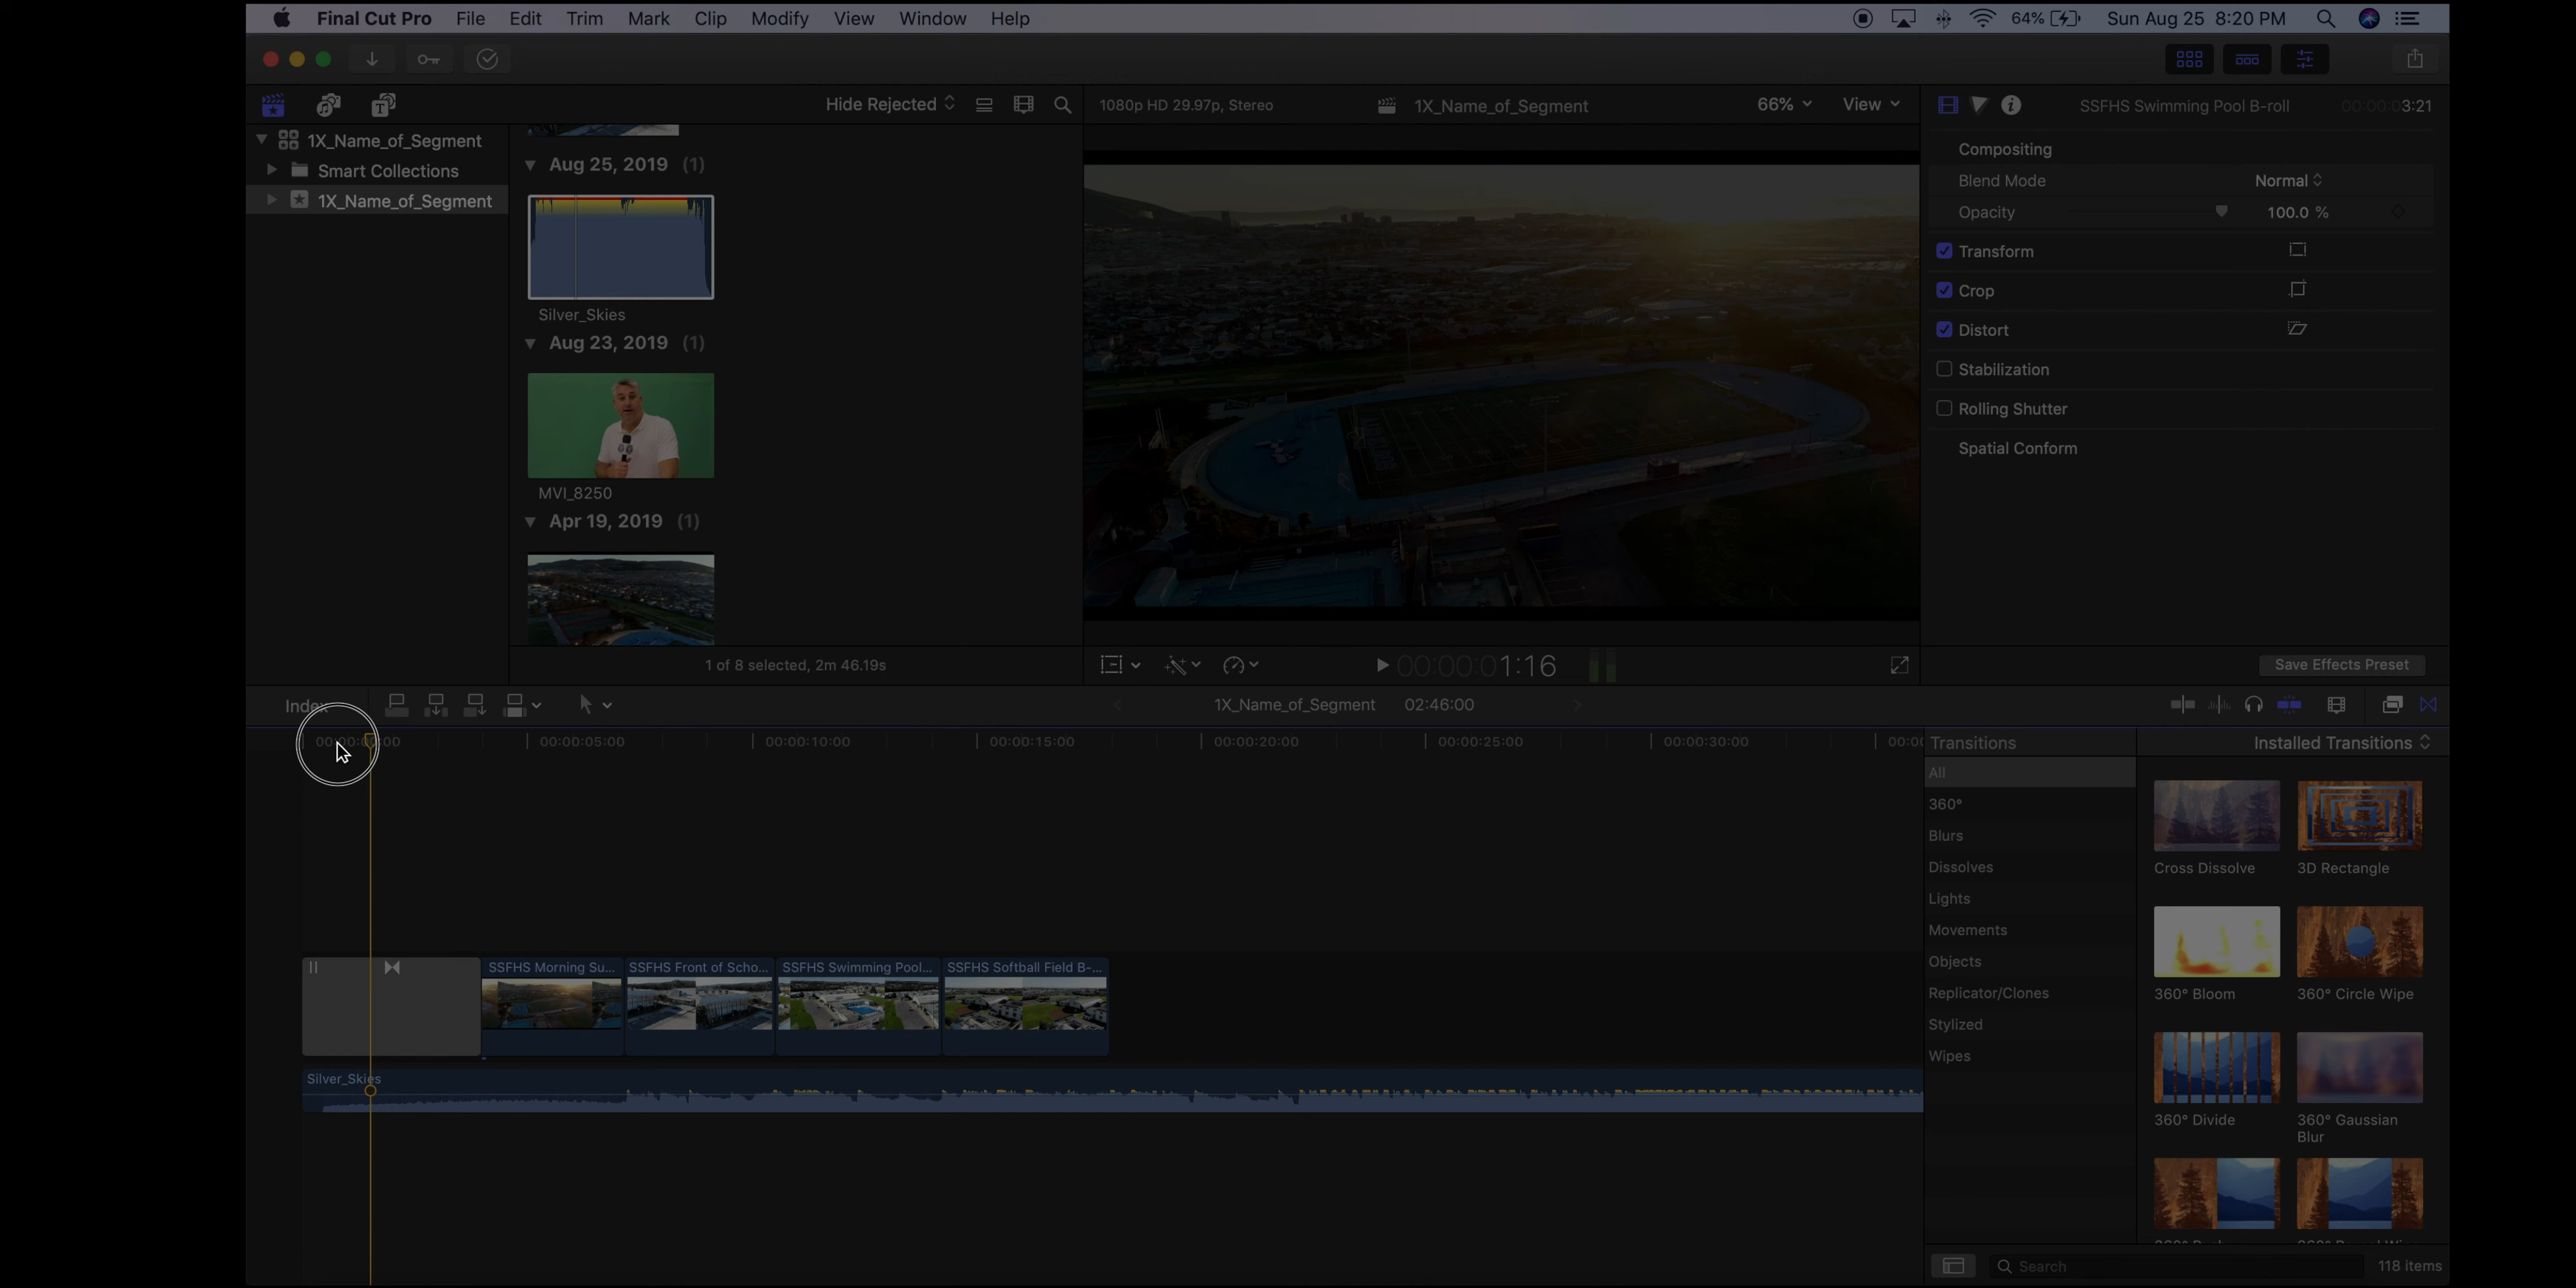 Final Cut Pro File Edit Trim Mark Clip Modify View Window Help 64% Sun Aug 25 8:20 PM
Hide Rejected
1080p HD 29.97p, Stereo 1X_Name_of_Segment 66% View
SSFHS Swimming Pool B-roll 00:00:03:21
1X_Name_of_Segment
Smart Collections
1X_Name_of_Segment
Aug 25, 2019 (1)
Silver_Skies
Aug 23, 2019 (1)
MVI_8250
Apr 19, 2019 (1)
1 of 8 selected, 2m 46.19s
00:00:01:16
Compositing
Blend Mode Normal
Opacity 100.0 %
Transform
Crop
Distort
Stabilization
Rolling Shutter
Spatial Conform
Save Effects Preset
Index 1X_Name_of_Segment 02:46:00
00:00:00:00 00:00:05:00 00:00:10:00 00:00:15:00 00:00:20:00 00:00:25:00 00:00:30:00
SSFHS Morning Su... SSFHS Front of Scho... SSFHS Swimming Pool... SSFHS Softball Field B-...
Silver_Skies
Transitions Installed Transitions
All
360°
Blurs
Dissolves
Lights
Movements
Objects
Replicator/Clones
Stylized
Wipes
Cross Dissolve 3D Rectangle
360° Bloom 360° Circle Wipe
360° Divide 360° Gaussian
Blur
Search 118 items